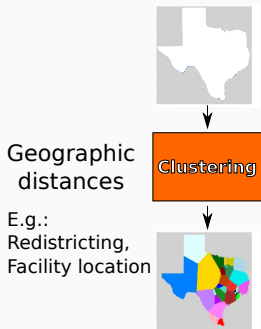 Geographic
distances
Clustering
E.g.:
Redistricting,
Facility location